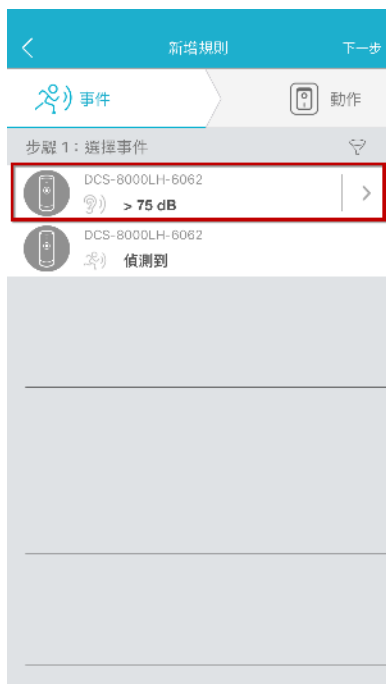 新增規則
下一步
事件
動作
步驟 1：選擇事件
DCS-8000LH-6062
> 75 dB
DCS-8000LH-6062
偵測到